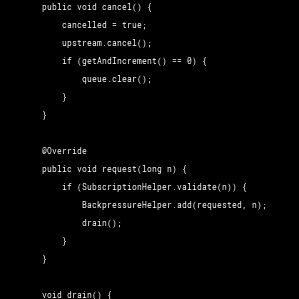 public void cancel() {
cancelled = true;
upstream.cancel();
if (getAndIncrement() == 0) {
queue.clear();
}
}
@Override
public void request(long n) {
if (SubscriptionHelper.validate(n)) {
BackpressureHelper.add(requested, n);
drain();
}
}
void drain() {